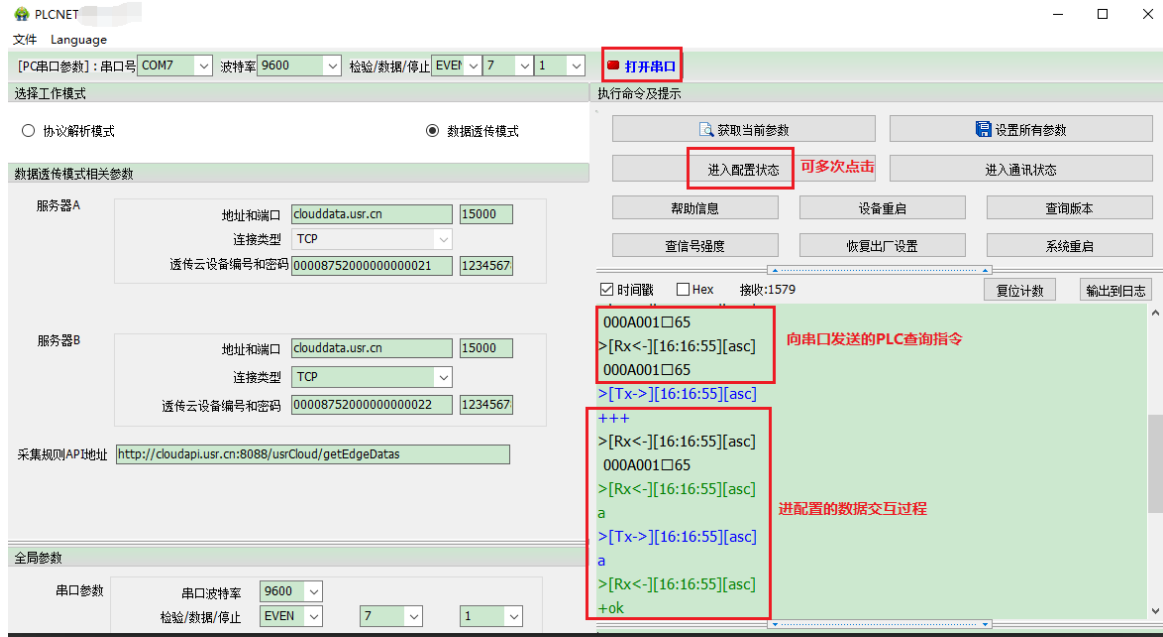 PLCNET
文件 Language
[PC串口参数]：串口号 COM7 波特率 9600 检验/数据/停止 EVEN 7 1 打开串口
选择工作模式
执行命令及提示
协议解析模式 数据透传模式
获取当前参数 设置所有参数
进入配置状态 可多次点击 进入通讯状态
帮助信息 设备重启 查询版本
查信号强度 恢复出厂设置 系统重启
数据透传模式相关参数
服务器A
地址和端口 clouddata.usr.cn 15000
连接类型 TCP
透传云设备编号和密码 00008752000000000021 1234567
服务器B
地址和端口 clouddata.usr.cn 15000
连接类型 TCP
透传云设备编号和密码 00008752000000000022 1234567
采集规则API地址 http://cloudapi.usr.cn:8088/usrCloud/getEdgeDatas
全局参数
串口参数
串口波特率 9600
检验/数据/停止 EVEN 7 1
时间戳 Hex 接收:1579 复位计数 输出到日志
000A001□65
>[Rx<-][16:16:55][asc]
000A001□65
向串口发送的PLC查询指令
>[Tx->][16:16:55][asc]
+++
>[Rx<-][16:16:55][asc]
000A001□65
>[Rx<-][16:16:55][asc]
a
进配置的数据交互过程
>[Tx->][16:16:55][asc]
a
>[Rx<-][16:16:55][asc]
+ok